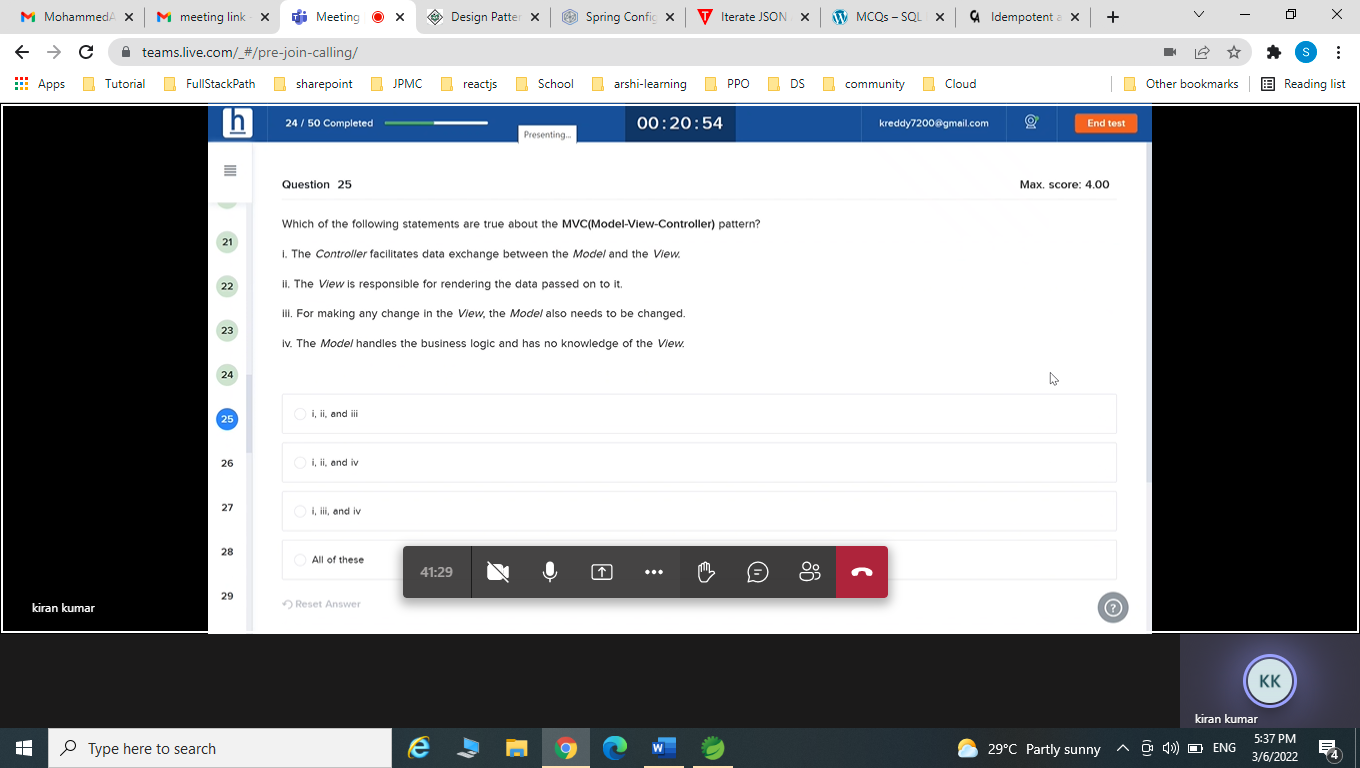 MohammedA
meeting link -
Meeting
Design Patter
Spring Config
Iterate JSON
MCQs – SQL
Idempotent a
teams.live.com/_#/pre-join-calling/
S
Apps
Tutorial
FullStackPath
sharepoint
JPMC
reactjs
School
arshi-learning
PPO
DS
community
Cloud
Other bookmarks
Reading list
h
24 / 50 Completed
Presenting...
00:20:54
kreddy7200@gmail.com
End test
Question 25
Max. score: 4.00
Which of the following statements are true about the MVC(Model-View-Controller) pattern?
i. The Controller facilitates data exchange between the Model and the View.
ii. The View is responsible for rendering the data passed on to it.
iii. For making any change in the View, the Model also needs to be changed.
iv. The Model handles the business logic and has no knowledge of the View.
21
22
23
24
25
26
27
28
29
i, ii, and iii
i, ii, and iv
i, iii, and iv
All of these
Reset Answer
41:29
?
kiran kumar
KK
kiran kumar
Type here to search
29°C Partly sunny
ENG
5:37 PM
3/6/2022
4